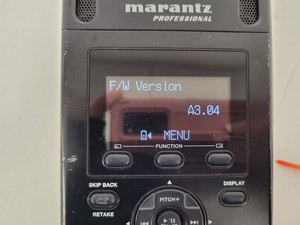 marantz
PROFESSIONAL
F/W Version
A3.04
MENU
FUNCTION
SKIP BACK
DISPLAY
RETAKE
PITCH+